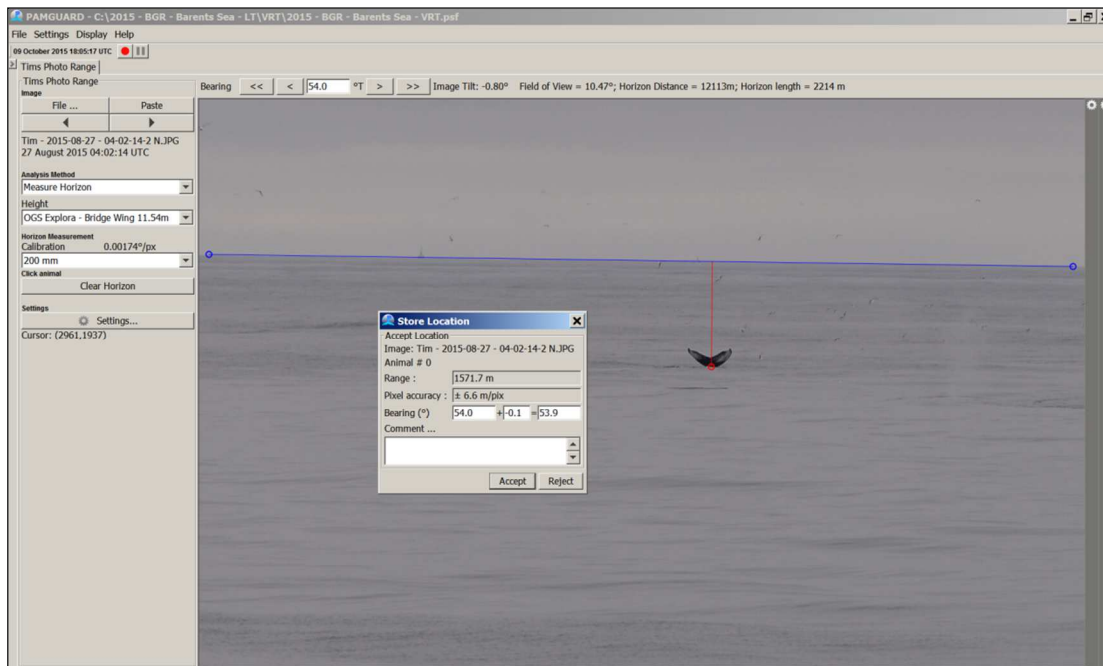 PAMGUARD - C:\2015 - BGR - Barents Sea - LT\VRT\2015 - BGR - Barents Sea - VRT.psf
File Settings Display Help
09 October 2015 18:05:17 UTC
Tims Photo Range
Tims Photo Range
Image
File ... Paste
Tim - 2015-08-27 - 04-02-14-2 N.JPG
27 August 2015 04:02:14 UTC
Analysis Method
Measure Horizon
Height
OGS Explora - Bridge Wing 11.54m
Horizon Measurement
Calibration 0.00174°/px
200 mm
Click animal
Clear Horizon
Settings
Settings...
Cursor: (2961,1937)
Bearing << < 54.0 °T > >> Image Tilt: -0.80° Field of View = 10.47°; Horizon Distance = 12113m; Horizon length = 2214 m
Store Location
Accept Location
Image: Tim - 2015-08-27 - 04-02-14-2 N.JPG
Animal # 0
Range : 1571.7 m
Pixel accuracy : ± 6.6 m/pix
Bearing (°) 54.0 + -0.1 = 53.9
Comment ...
Accept Reject